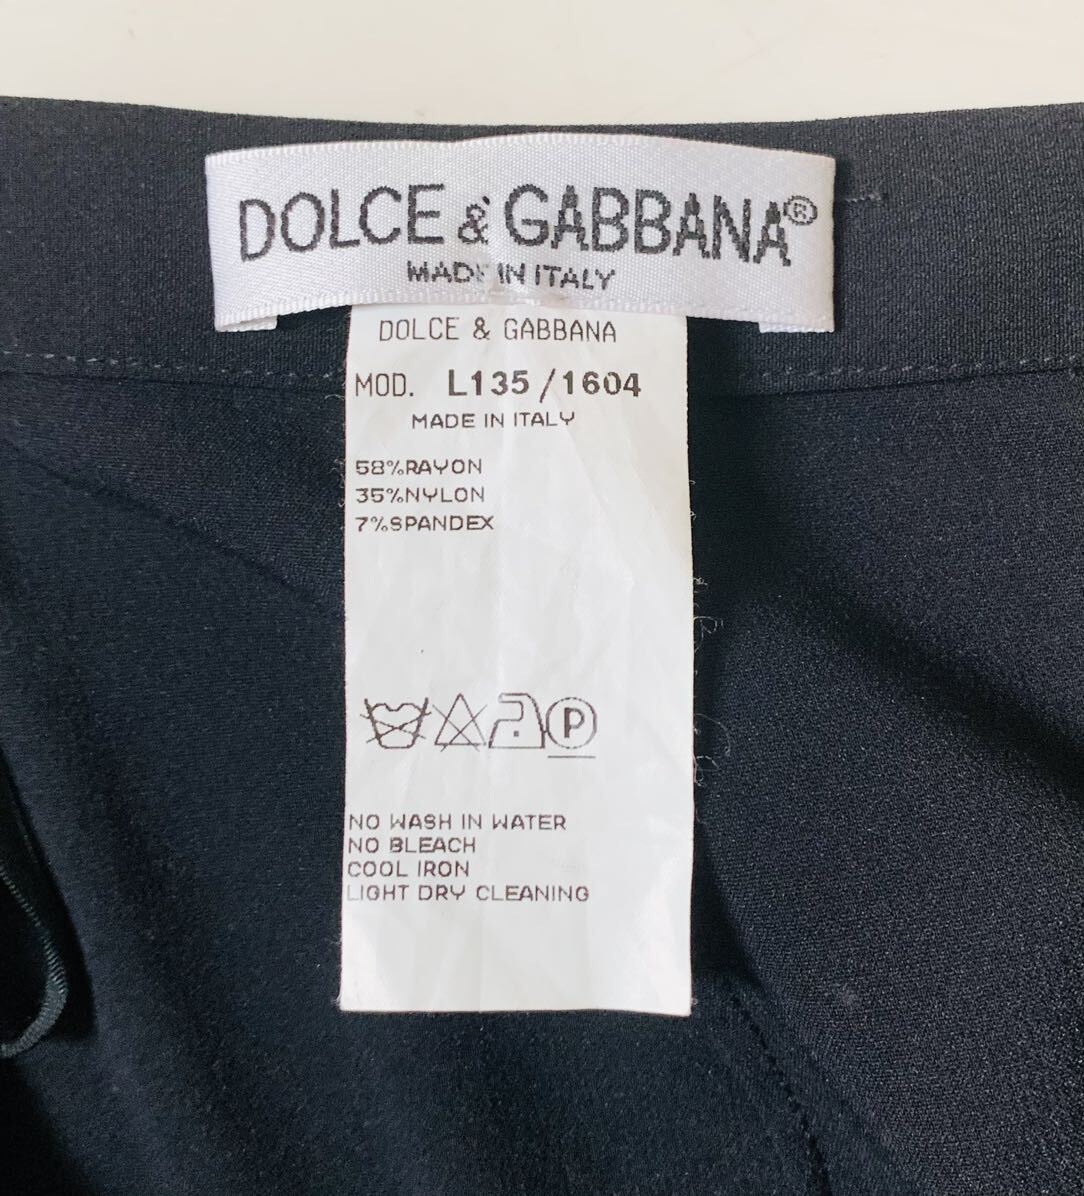 DOLCE & GABBANA®
MADE IN ITALY
DOLCE & GABBANA
MOD. L135/1604
MADE IN ITALY
58%RAYON
35%NYLON
7%SPANDEX
P
NO WASH IN WATER
NO BLEACH
COOL IRON
LIGHT DRY CLEANING